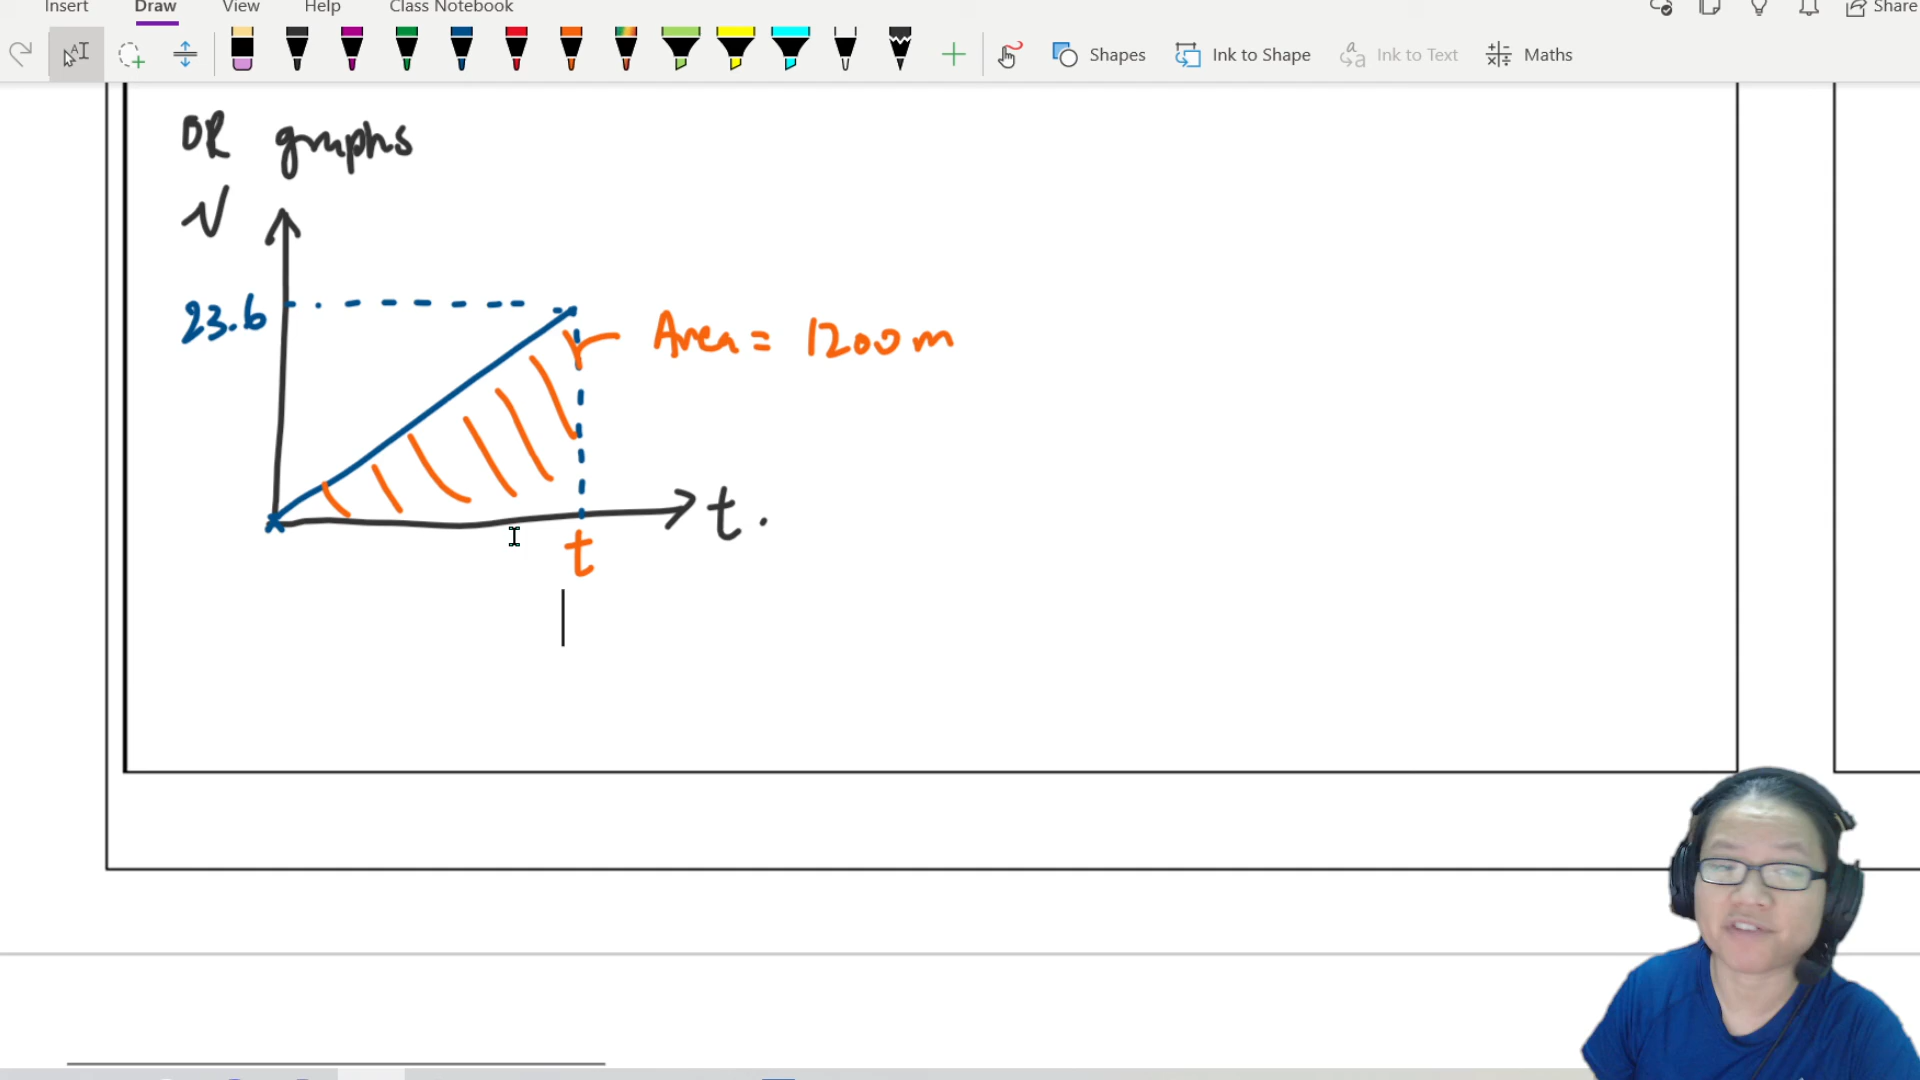 Insert Draw View Help Class Notebook Share
Shapes Ink to Shape Ink to Text Maths
OR graphs
v
23.6
Area = 1200 m
t.
t